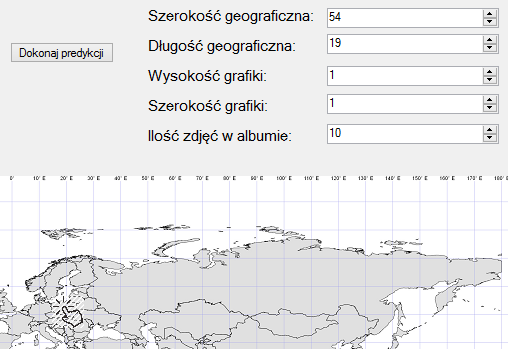 Szerokość geograficzna: 54
Dokonaj predykcji
Długość geograficzna: 19
Wysokość grafiki: 1
Szerokość grafiki: 1
Ilość zdjęć w albumie: 10
0° 10° E 20° E 30° E 40° E 50° E 60° E 70° E 80° E 90° E 100° E 110° E 120° E 130° E 140° E 150° E 160° E 170° E 180° E